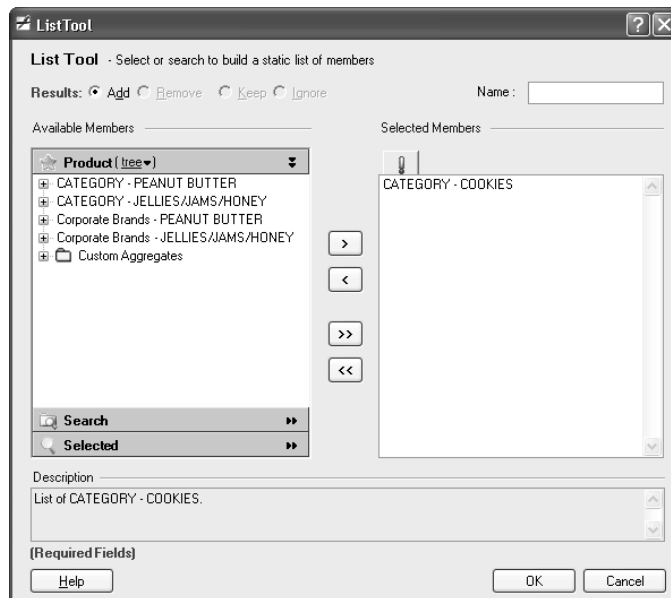 ListTool
List Tool - Select or search to build a static list of members
Results: Add Remove Keep Ignore Name :
Available Members
Selected Members
Product ( tree )
CATEGORY - PEANUT BUTTER
CATEGORY - JELLIES/JAMS/HONEY
Corporate Brands - PEANUT BUTTER
Corporate Brands - JELLIES/JAMS/HONEY
Custom Aggregates
Search
Selected
>
<
>>
<<
CATEGORY - COOKIES
Description
List of CATEGORY - COOKIES.
(Required Fields)
Help OK Cancel